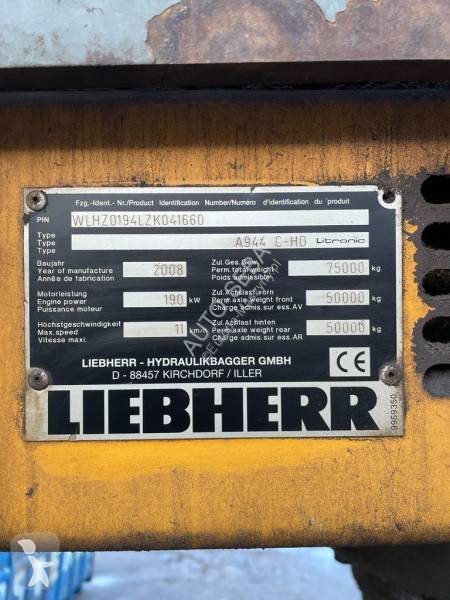 Fzg.-Ident.- Nr./Product Identification Number/Numéro d'identification du produit
PIN WLHZ0194LZK041660
Type
Type A944 C-HD Litronic
Type
Baujahr
Year of manufacture 2008
Année de fabrication
Zul.Ges.Gew.
Perm.total weight 75000 kg
Poids admissible
Motorleistung
Engine power 190 kW
Puissance moteur
Zul.Achslast vorn
Perm.axle weight front 50000 kg
Charge admis.sur ess.AV
Höchstgeschwindigkeit
Max.speed 11 km/h
Vitesse maxi.
Zul.Achslast hinten
Perm.axle weight rear 50000 kg
Charge admis.sur ess.AR
LIEBHERR - HYDRAULIKBAGGER GMBH
D - 88457 KIRCHDORF / ILLER
CE
LIEBHERR
9959350